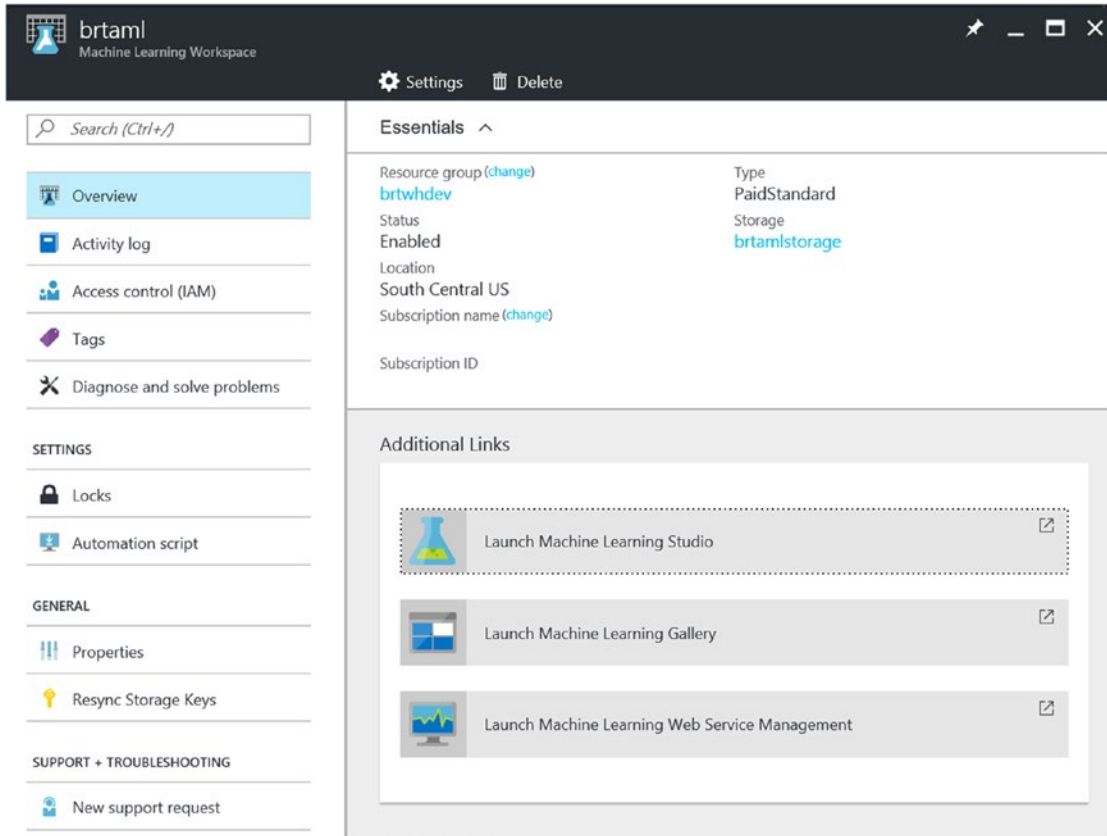 brtaml
Machine Learning Workspace
Settings Delete
Search (Ctrl+/)
Overview
Activity log
Access control (IAM)
Tags
Diagnose and solve problems
SETTINGS
Locks
Automation script
GENERAL
Properties
Resync Storage Keys
SUPPORT + TROUBLESHOOTING
New support request
Essentials
Resource group (change)
brtwhdev
Status
Enabled
Location
South Central US
Subscription name (change)
Subscription ID
Type
PaidStandard
Storage
brtamlstorage
Additional Links
Launch Machine Learning Studio
Launch Machine Learning Gallery
Launch Machine Learning Web Service Management